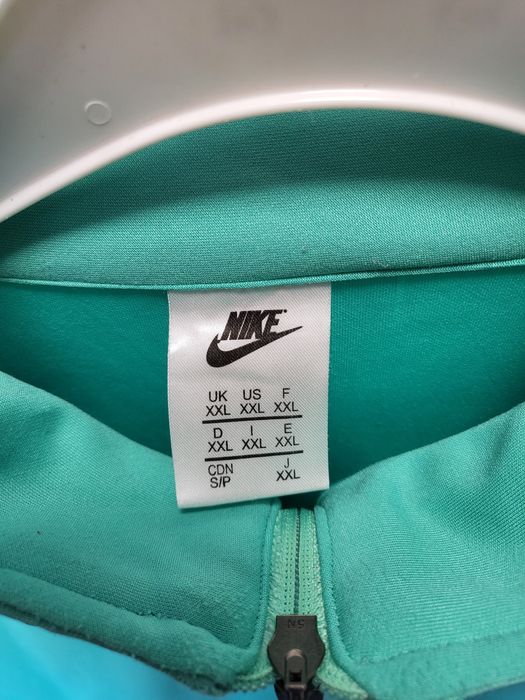 NIKE
UK US F
XXL XXL XXL
D I E
XXL XXL XXL
CDN J
S/P XXL